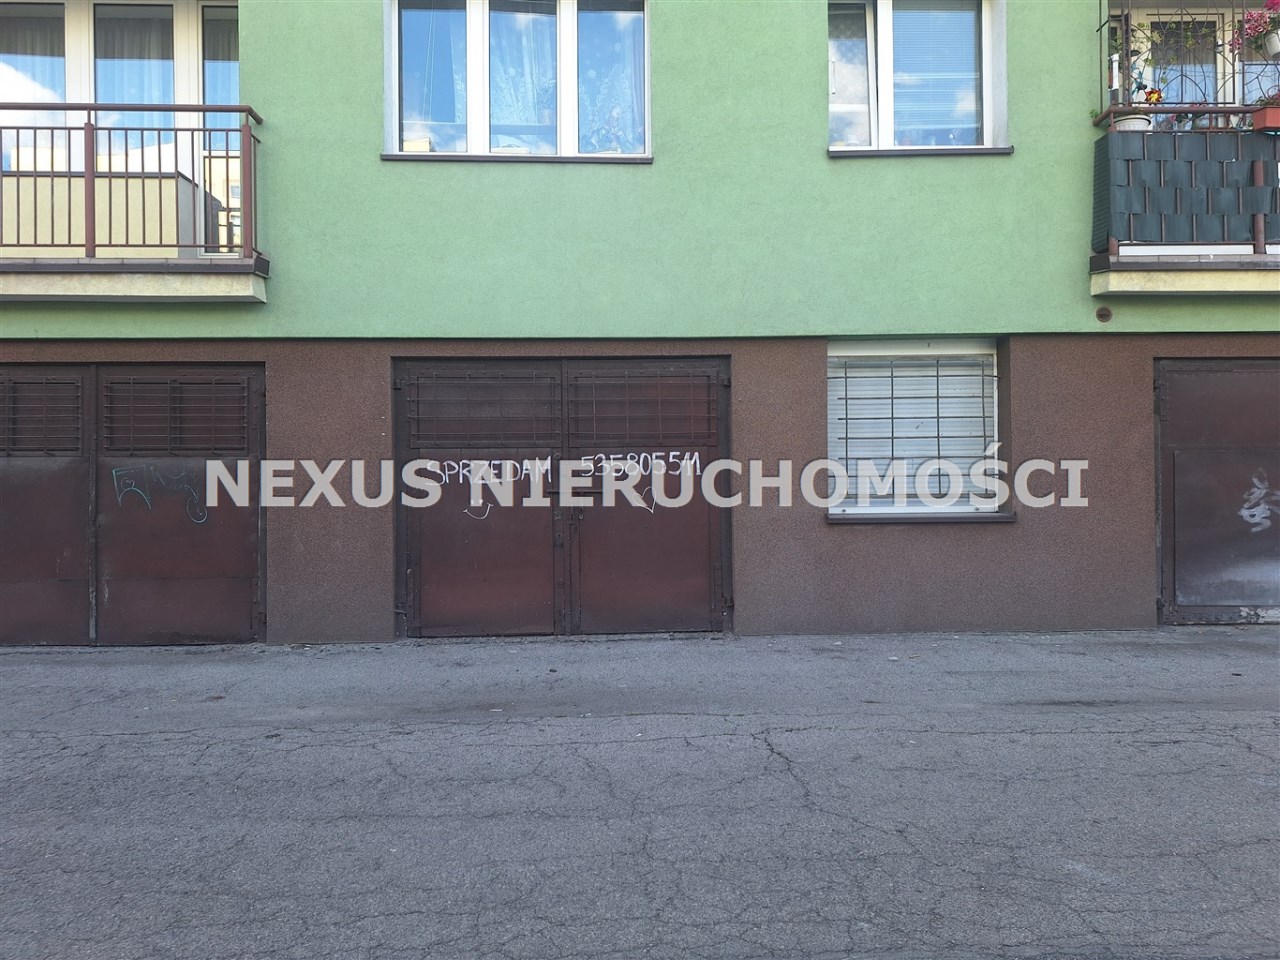 SPRZEDAM 535805511
NEXUS NIERUCHOMOŚCI